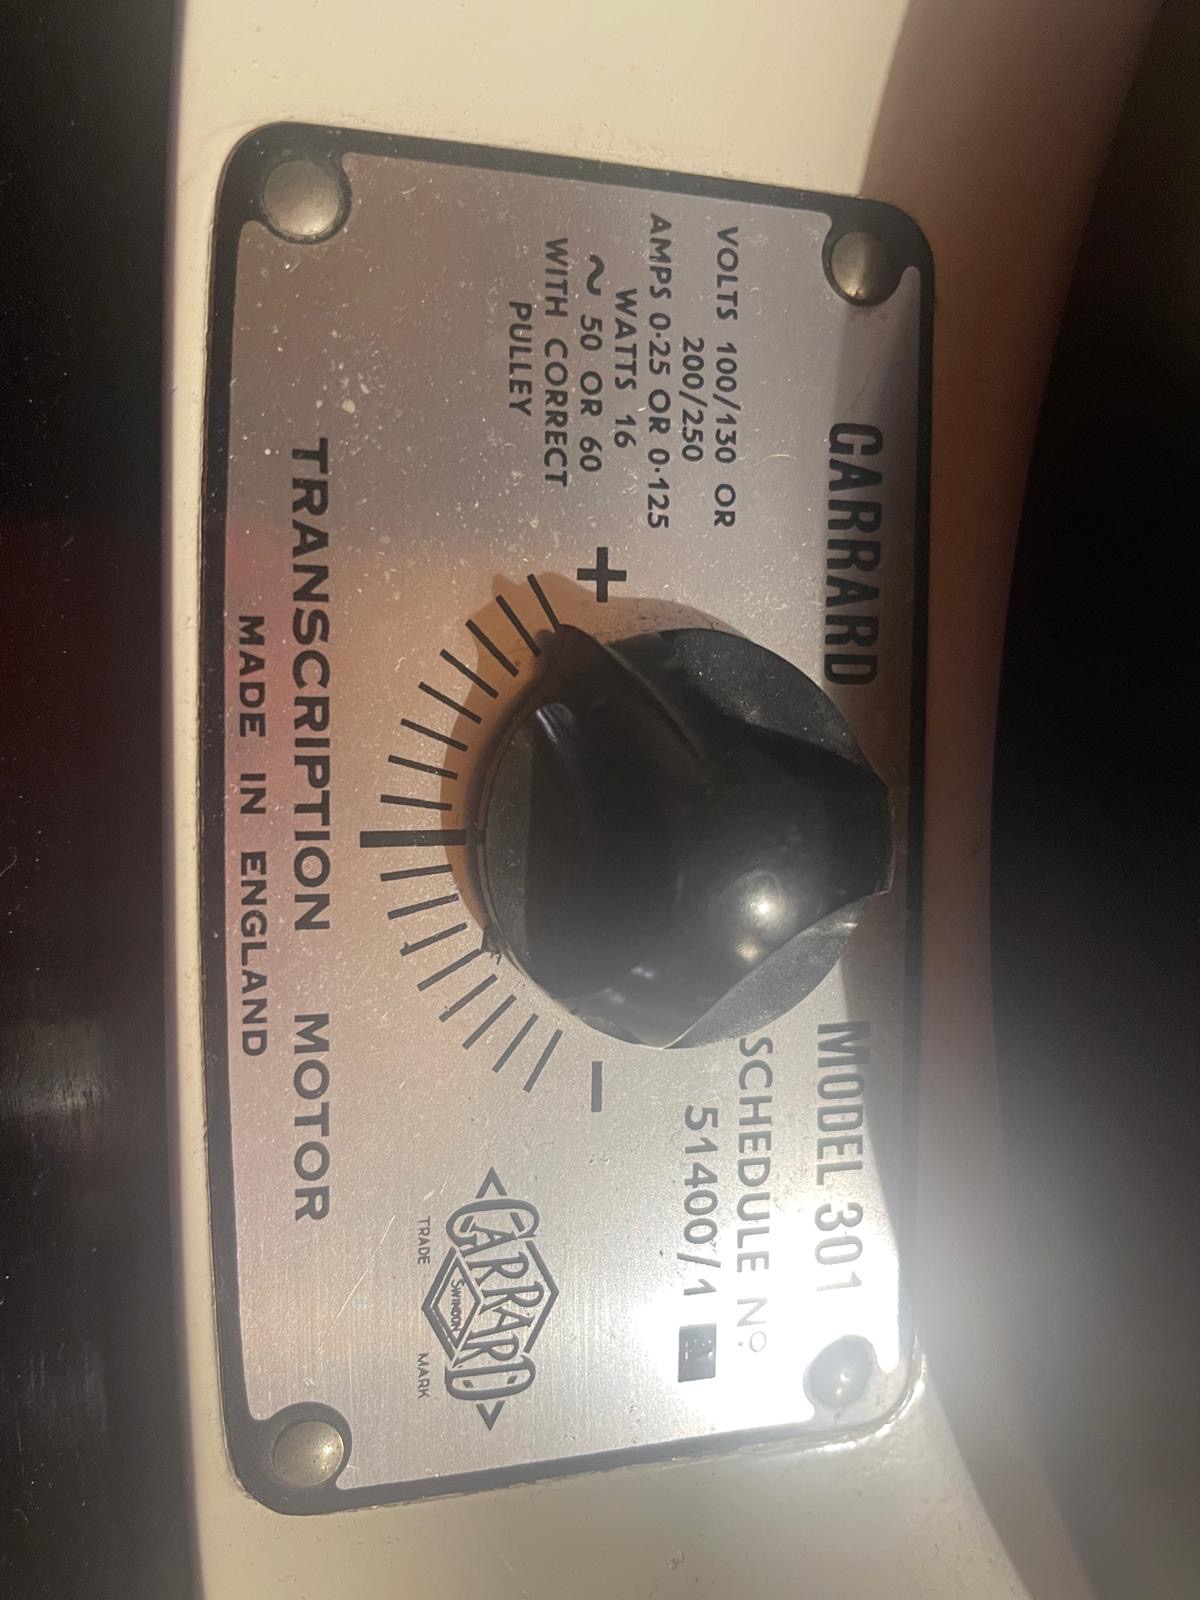 GARRARD MODEL 301
VOLTS 100/130 OR
200/250
AMPS 0·25 OR 0·125
WATTS 16
~ 50 OR 60
WITH CORRECT
PULLEY
+
−
SCHEDULE Nº
51400/1
GARRARD
SWINDON
TRADE MARK
TRANSCRIPTION MOTOR
MADE IN ENGLAND